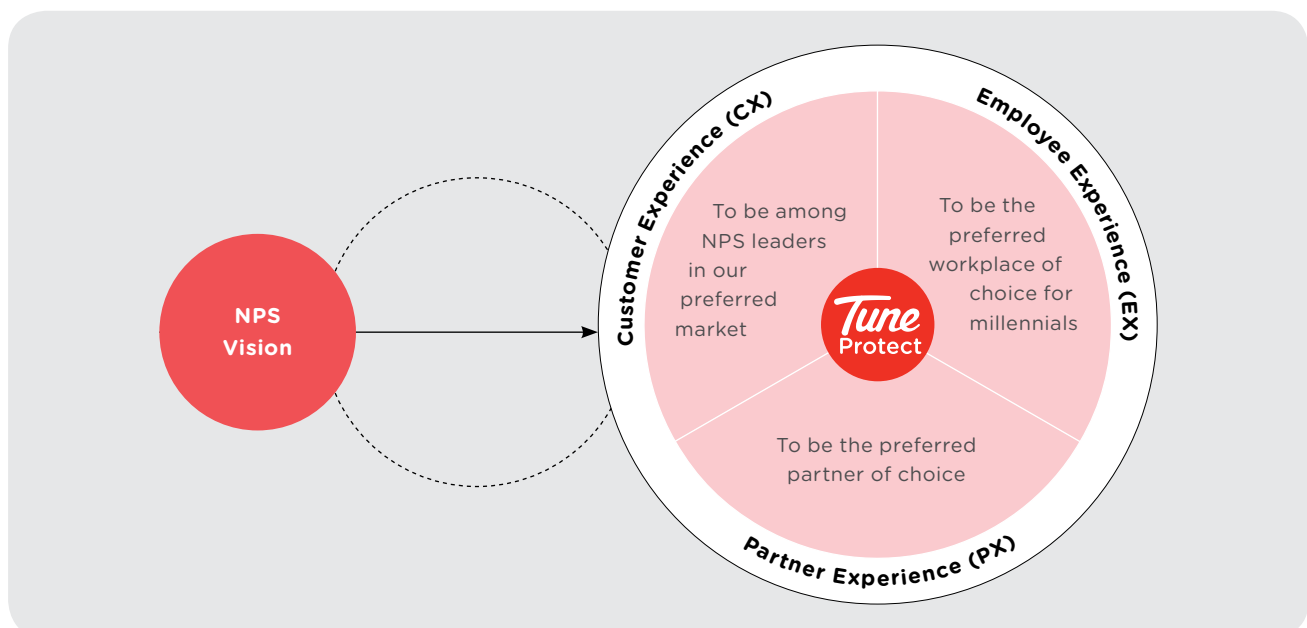 NPS
Vision
Customer Experience (CX)
To be among
NPS leaders
in our
preferred
market
Employee Experience (EX)
To be the
preferred
workplace of
choice for
millennials
Tune
Protect
To be the preferred
partner of choice
Partner Experience (PX)